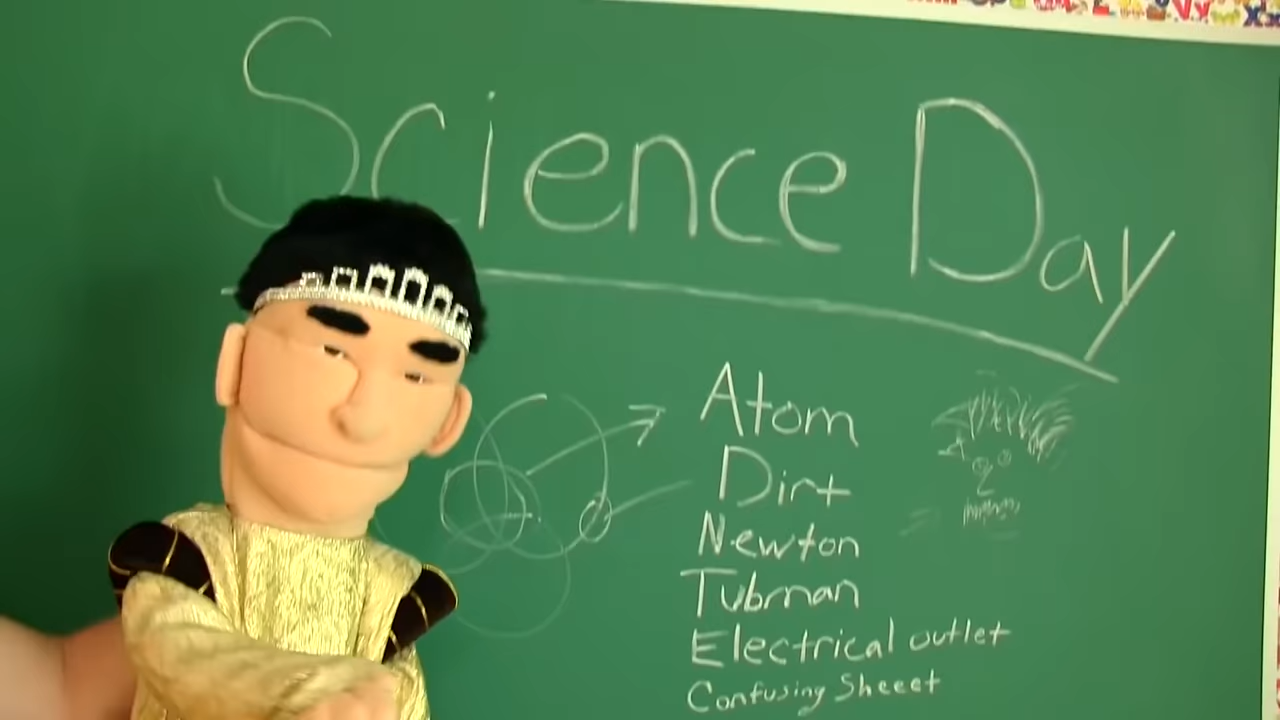 Science Day
Atom
Dirt
Newton
Tubman
Electrical outlet
Confusing Sheeet